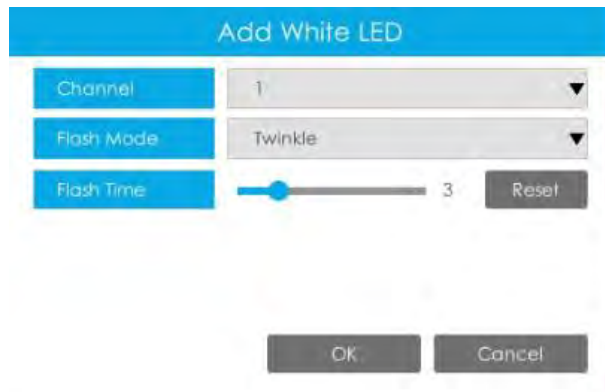 Add White LED
Channel 1
Flash Mode Twinkle
Flash Time 3 Reset
OK Cancel